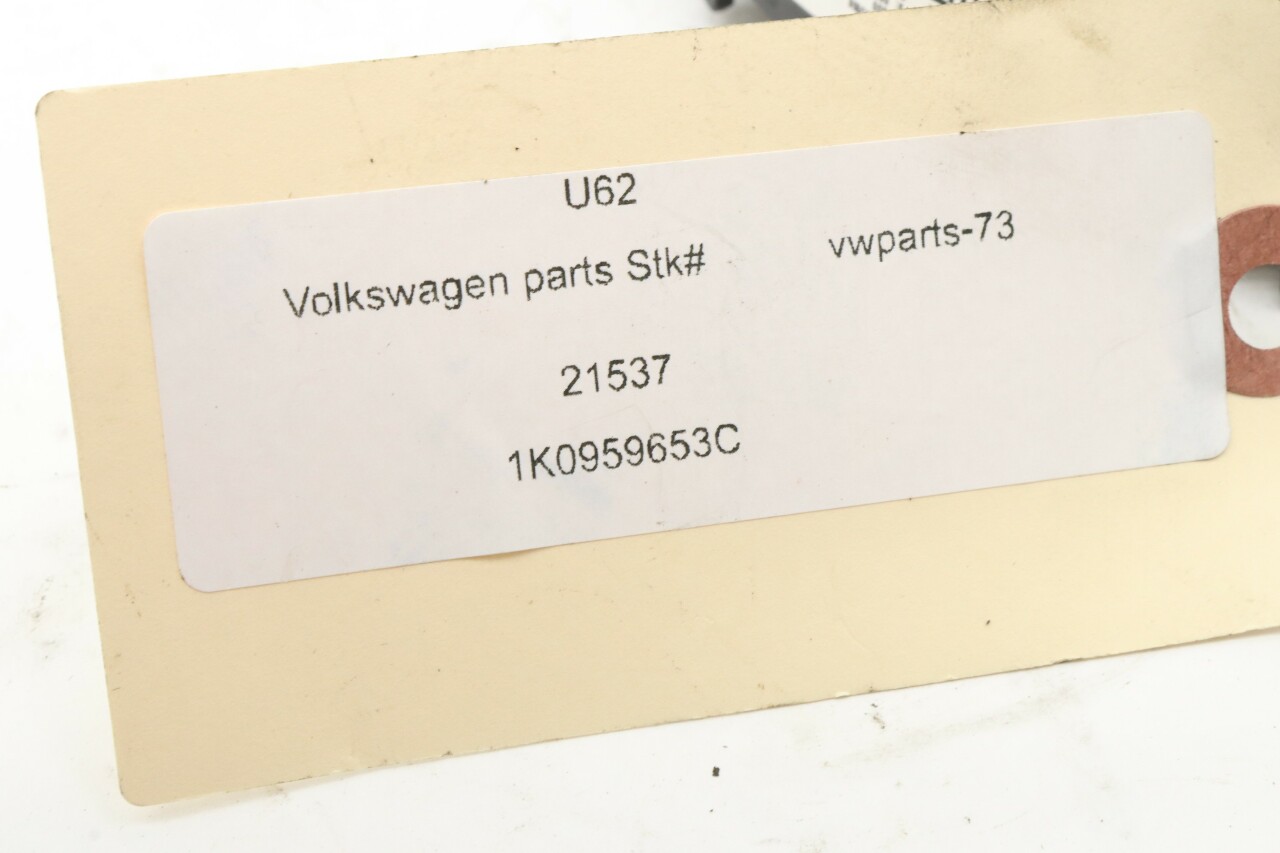 U62
Volkswagen parts Stk# vwparts-73
21537
1K0959653C